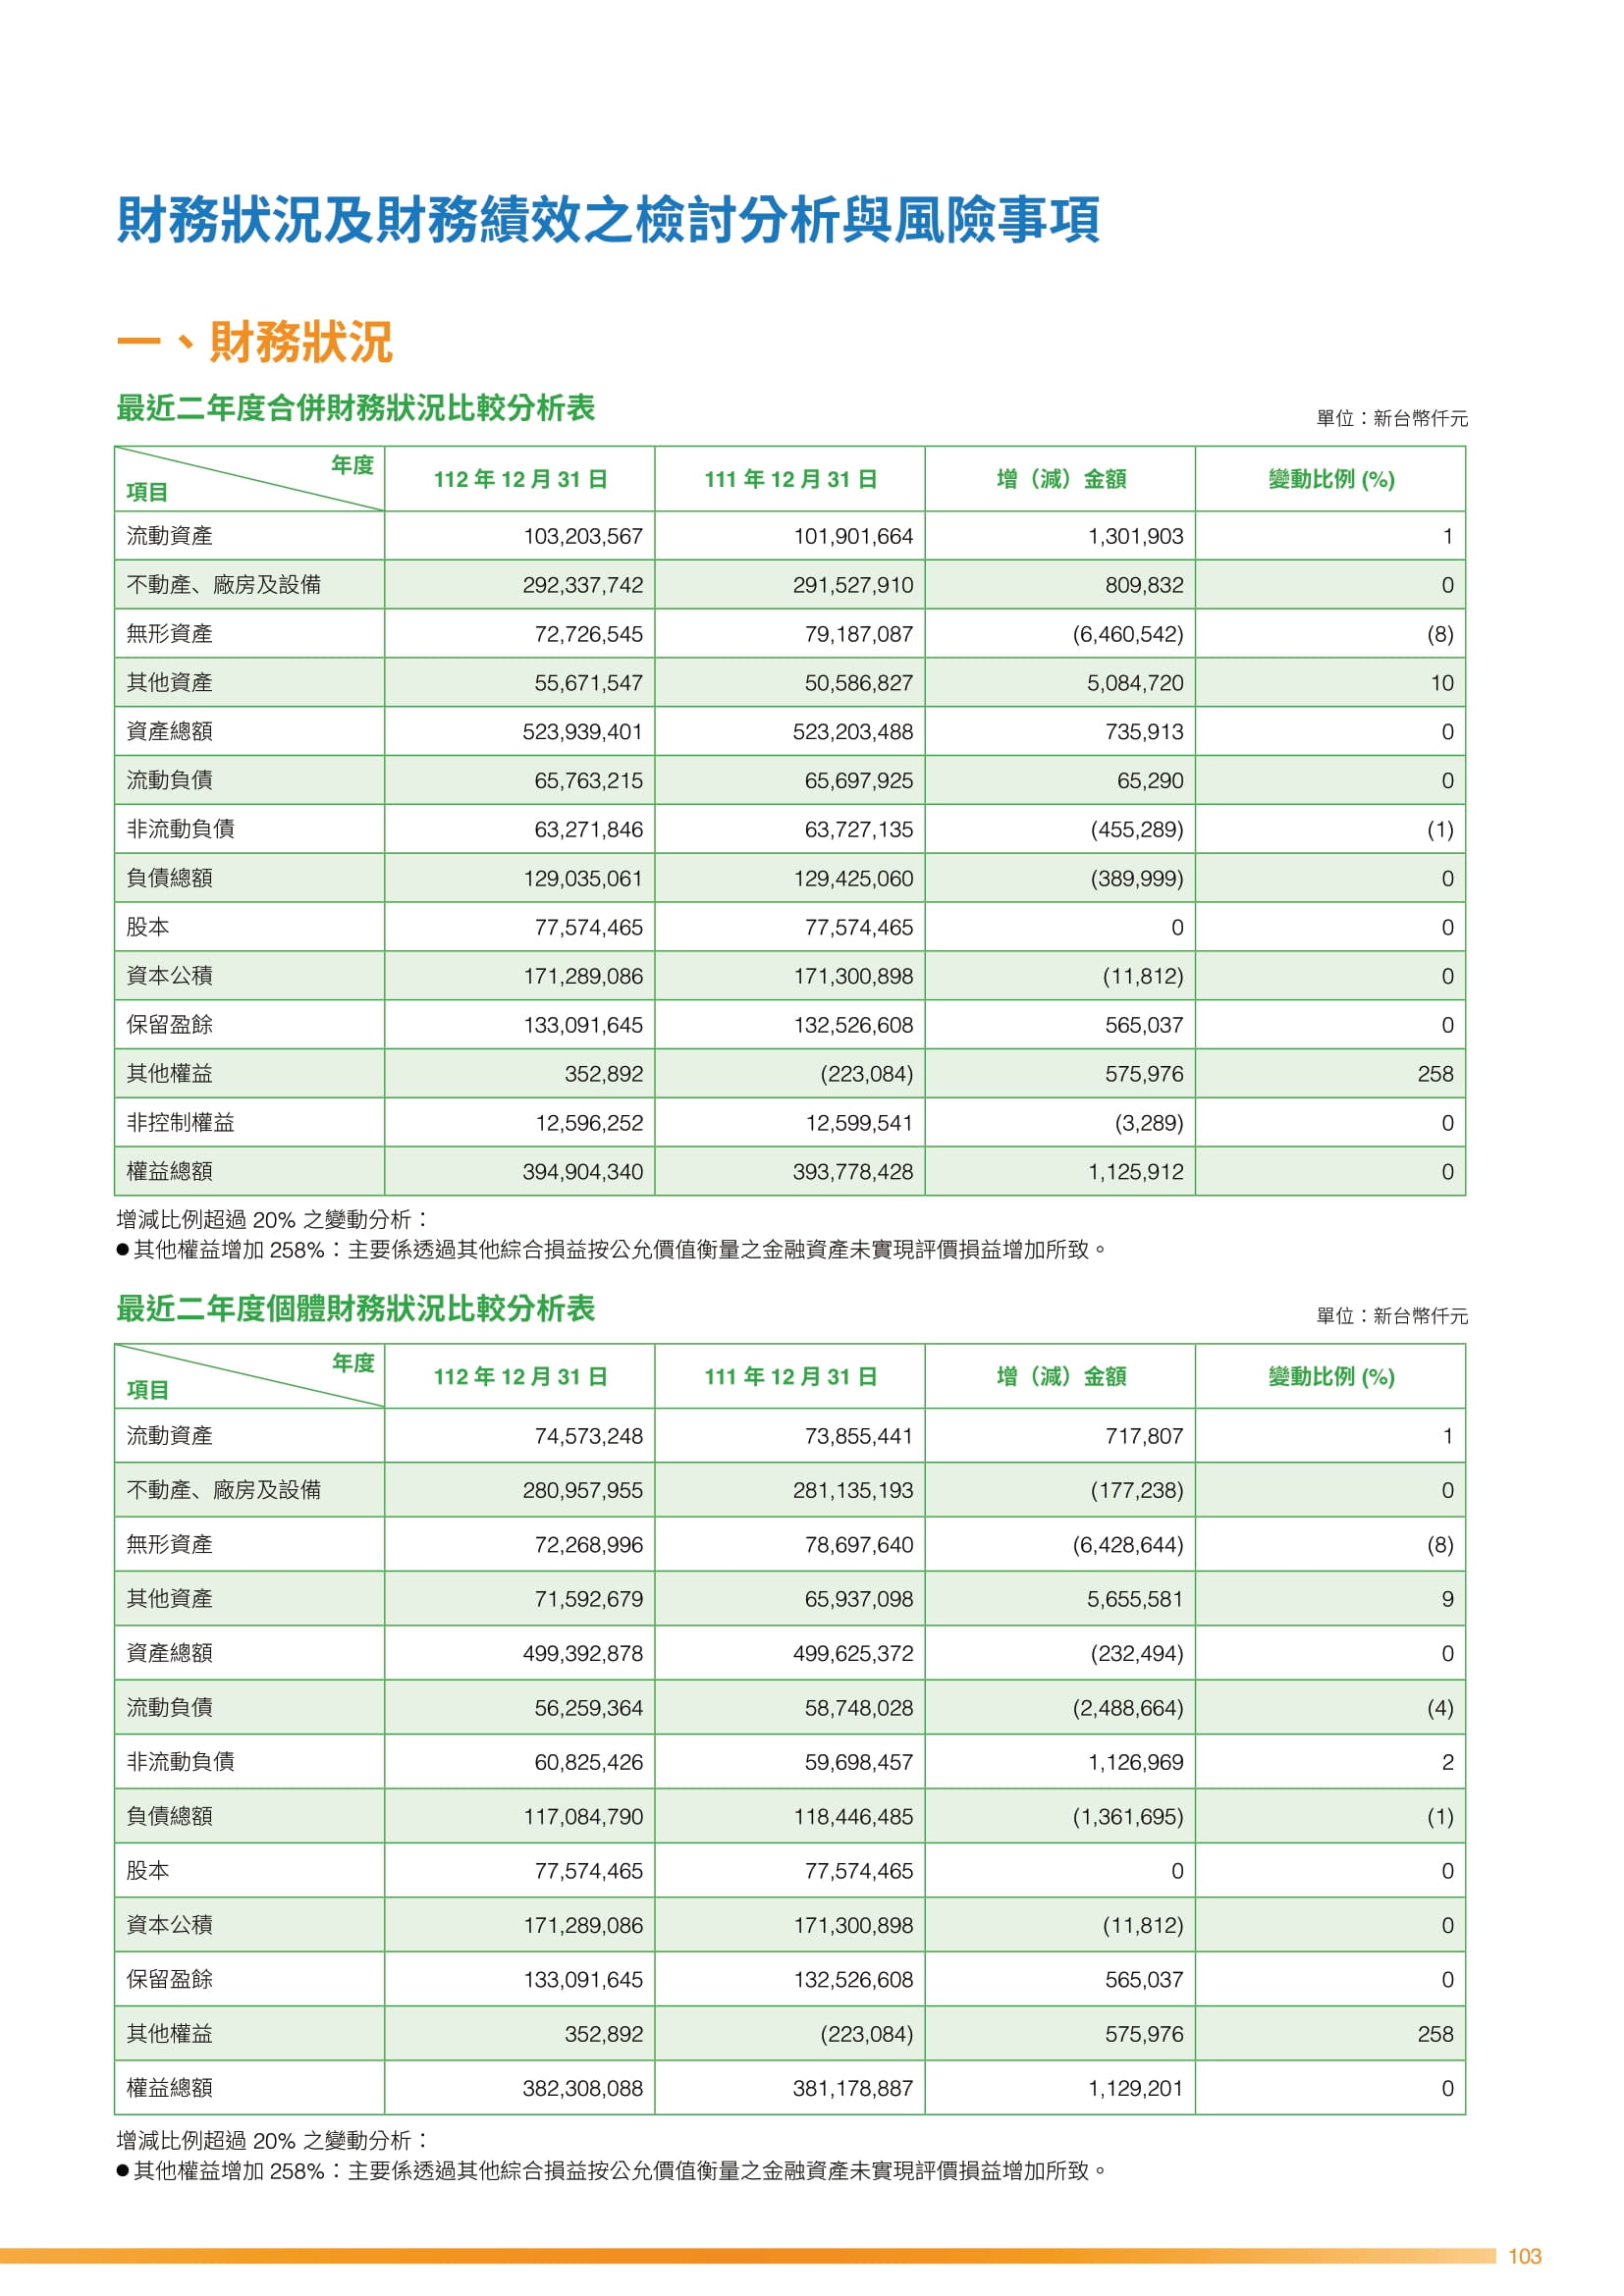 財務狀況及財務績效之檢討分析與風險事項
一、財務狀況
最近二年度合併財務狀況比較分析表
單位：新台幣仟元
年度
項目
112 年 12 月 31 日 111 年 12 月 31 日 增（減）金額 變動比例 (%)
流動資產 103,203,567 101,901,664 1,301,903 1
不動產、廠房及設備 292,337,742 291,527,910 809,832 0
無形資產 72,726,545 79,187,087 (6,460,542) (8)
其他資產 55,671,547 50,586,827 5,084,720 10
資產總額 523,939,401 523,203,488 735,913 0
流動負債 65,763,215 65,697,925 65,290 0
非流動負債 63,271,846 63,727,135 (455,289) (1)
負債總額 129,035,061 129,425,060 (389,999) 0
股本 77,574,465 77,574,465 0 0
資本公積 171,289,086 171,300,898 (11,812) 0
保留盈餘 133,091,645 132,526,608 565,037 0
其他權益 352,892 (223,084) 575,976 258
非控制權益 12,596,252 12,599,541 (3,289) 0
權益總額 394,904,340 393,778,428 1,125,912 0
增減比例超過 20% 之變動分析：
●其他權益增加 258%：主要係透過其他綜合損益按公允價值衡量之金融資產未實現評價損益增加所致。
最近二年度個體財務狀況比較分析表
單位：新台幣仟元
年度
項目
112 年 12 月 31 日 111 年 12 月 31 日 增（減）金額 變動比例 (%)
流動資產 74,573,248 73,855,441 717,807 1
不動產、廠房及設備 280,957,955 281,135,193 (177,238) 0
無形資產 72,268,996 78,697,640 (6,428,644) (8)
其他資產 71,592,679 65,937,098 5,655,581 9
資產總額 499,392,878 499,625,372 (232,494) 0
流動負債 56,259,364 58,748,028 (2,488,664) (4)
非流動負債 60,825,426 59,698,457 1,126,969 2
負債總額 117,084,790 118,446,485 (1,361,695) (1)
股本 77,574,465 77,574,465 0 0
資本公積 171,289,086 171,300,898 (11,812) 0
保留盈餘 133,091,645 132,526,608 565,037 0
其他權益 352,892 (223,084) 575,976 258
權益總額 382,308,088 381,178,887 1,129,201 0
增減比例超過 20% 之變動分析：
●其他權益增加 258%：主要係透過其他綜合損益按公允價值衡量之金融資產未實現評價損益增加所致。
103